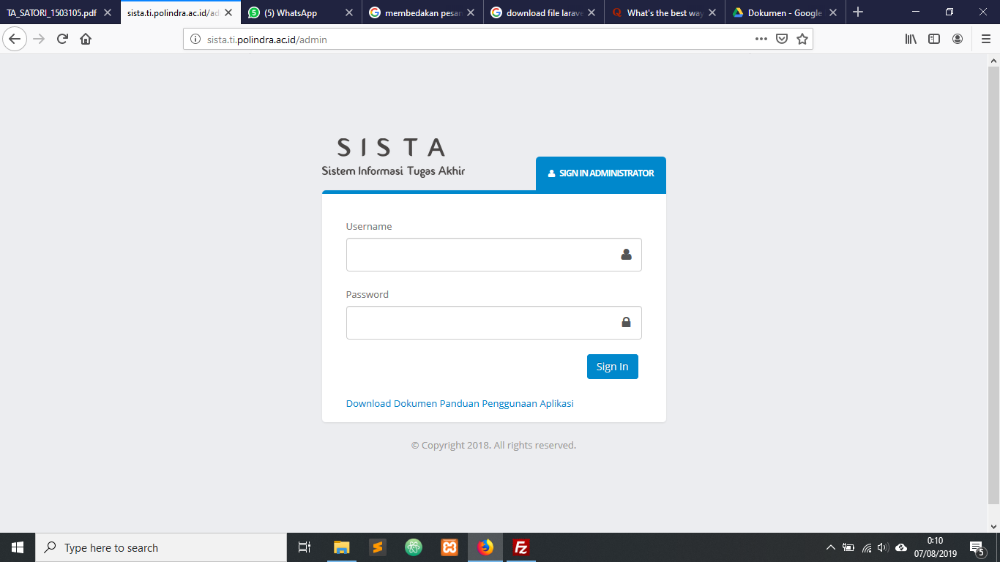 TA_SATORI_1503105.pdf
sista.ti.polindra.ac.id/ad
(5) WhatsApp
membedakan pesan
download file larave
What's the best way
Dokumen - Google
sista.ti.polindra.ac.id/admin
SISTA
Sistem Informasi Tugas Akhir
SIGN IN ADMINISTRATOR
Username
Password
Sign In
Download Dokumen Panduan Penggunaan Aplikasi
© Copyright 2018. All rights reserved.
Type here to search
0:10
07/08/2019
5